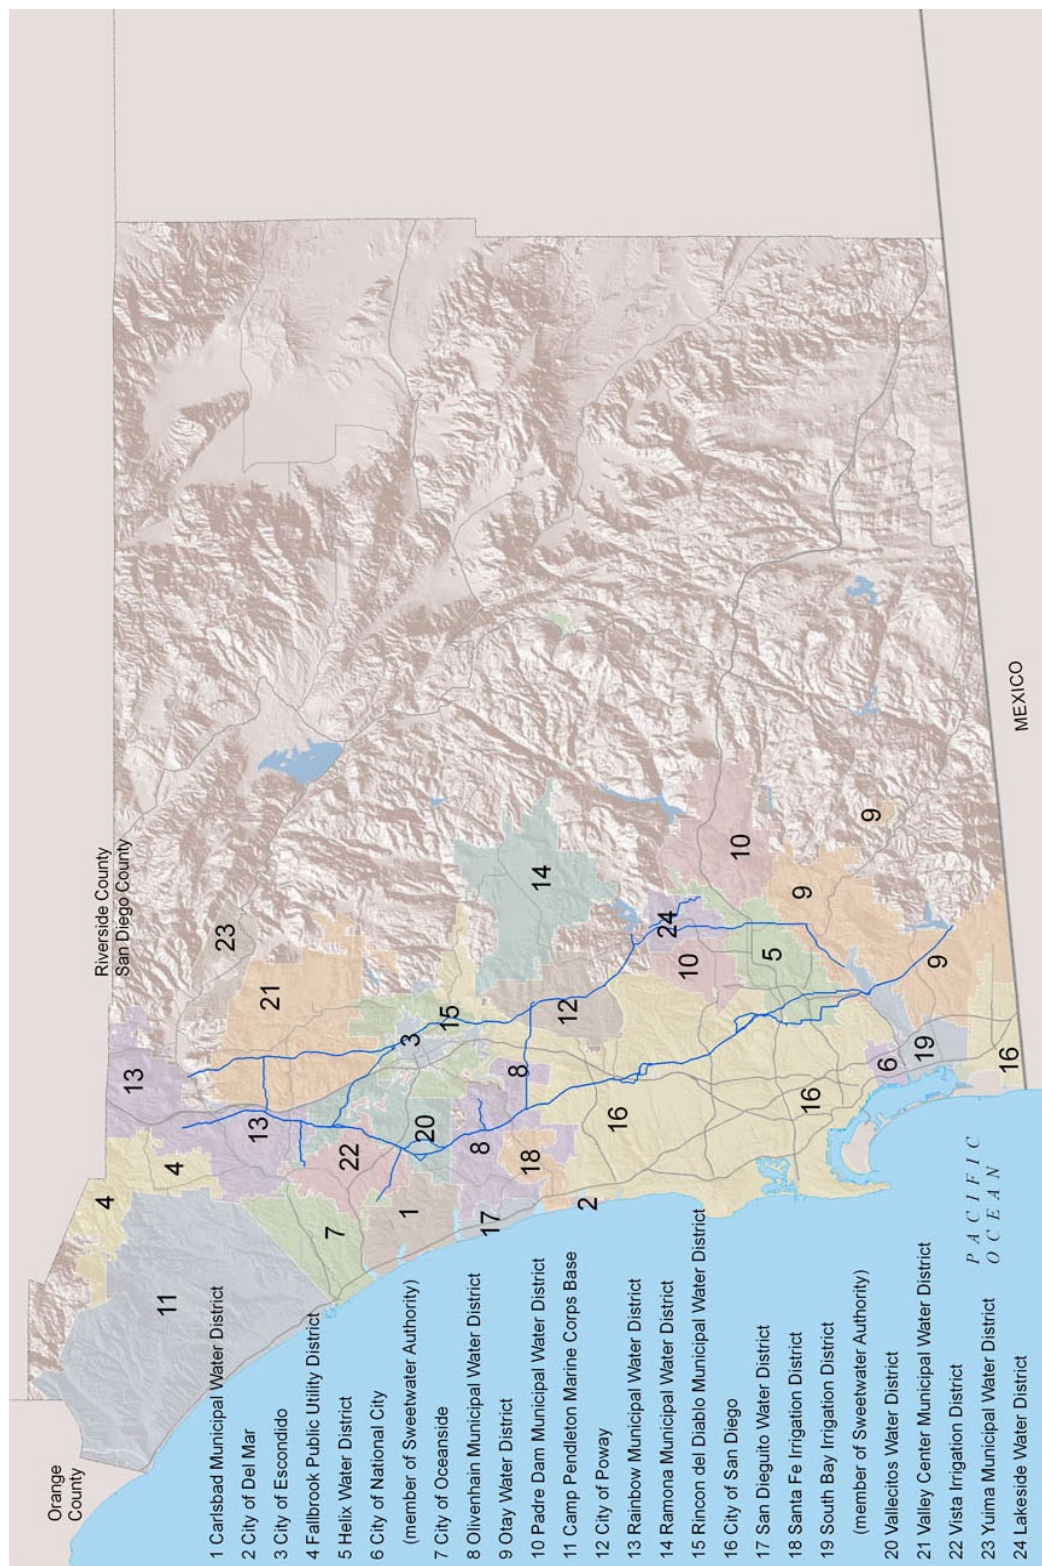 Orange
County
Riverside County
San Diego County
11
4
4
13
13
23
21
7
22
1
20
3
15
17
8
8
18
2
14
12
16
16
16
24
10
10
5
9
9
9
6
19
PACIFIC
OCEAN
MEXICO
1 Carlsbad Municipal Water District
2 City of Del Mar
3 City of Escondido
4 Fallbrook Public Utility District
5 Helix Water District
6 City of National City
(member of Sweetwater Authority)
7 City of Oceanside
8 Olivenhain Municipal Water District
9 Otay Water District
10 Padre Dam Municipal Water District
11 Camp Pendleton Marine Corps Base
12 City of Poway
13 Rainbow Municipal Water District
14 Ramona Municipal Water District
15 Rincon del Diablo Municipal Water District
16 City of San Diego
17 San Dieguito Water District
18 Santa Fe Irrigation District
19 South Bay Irrigation District
(member of Sweetwater Authority)
20 Vallecitos Water District
21 Valley Center Municipal Water District
22 Vista Irrigation District
23 Yuima Municipal Water District
24 Lakeside Water District